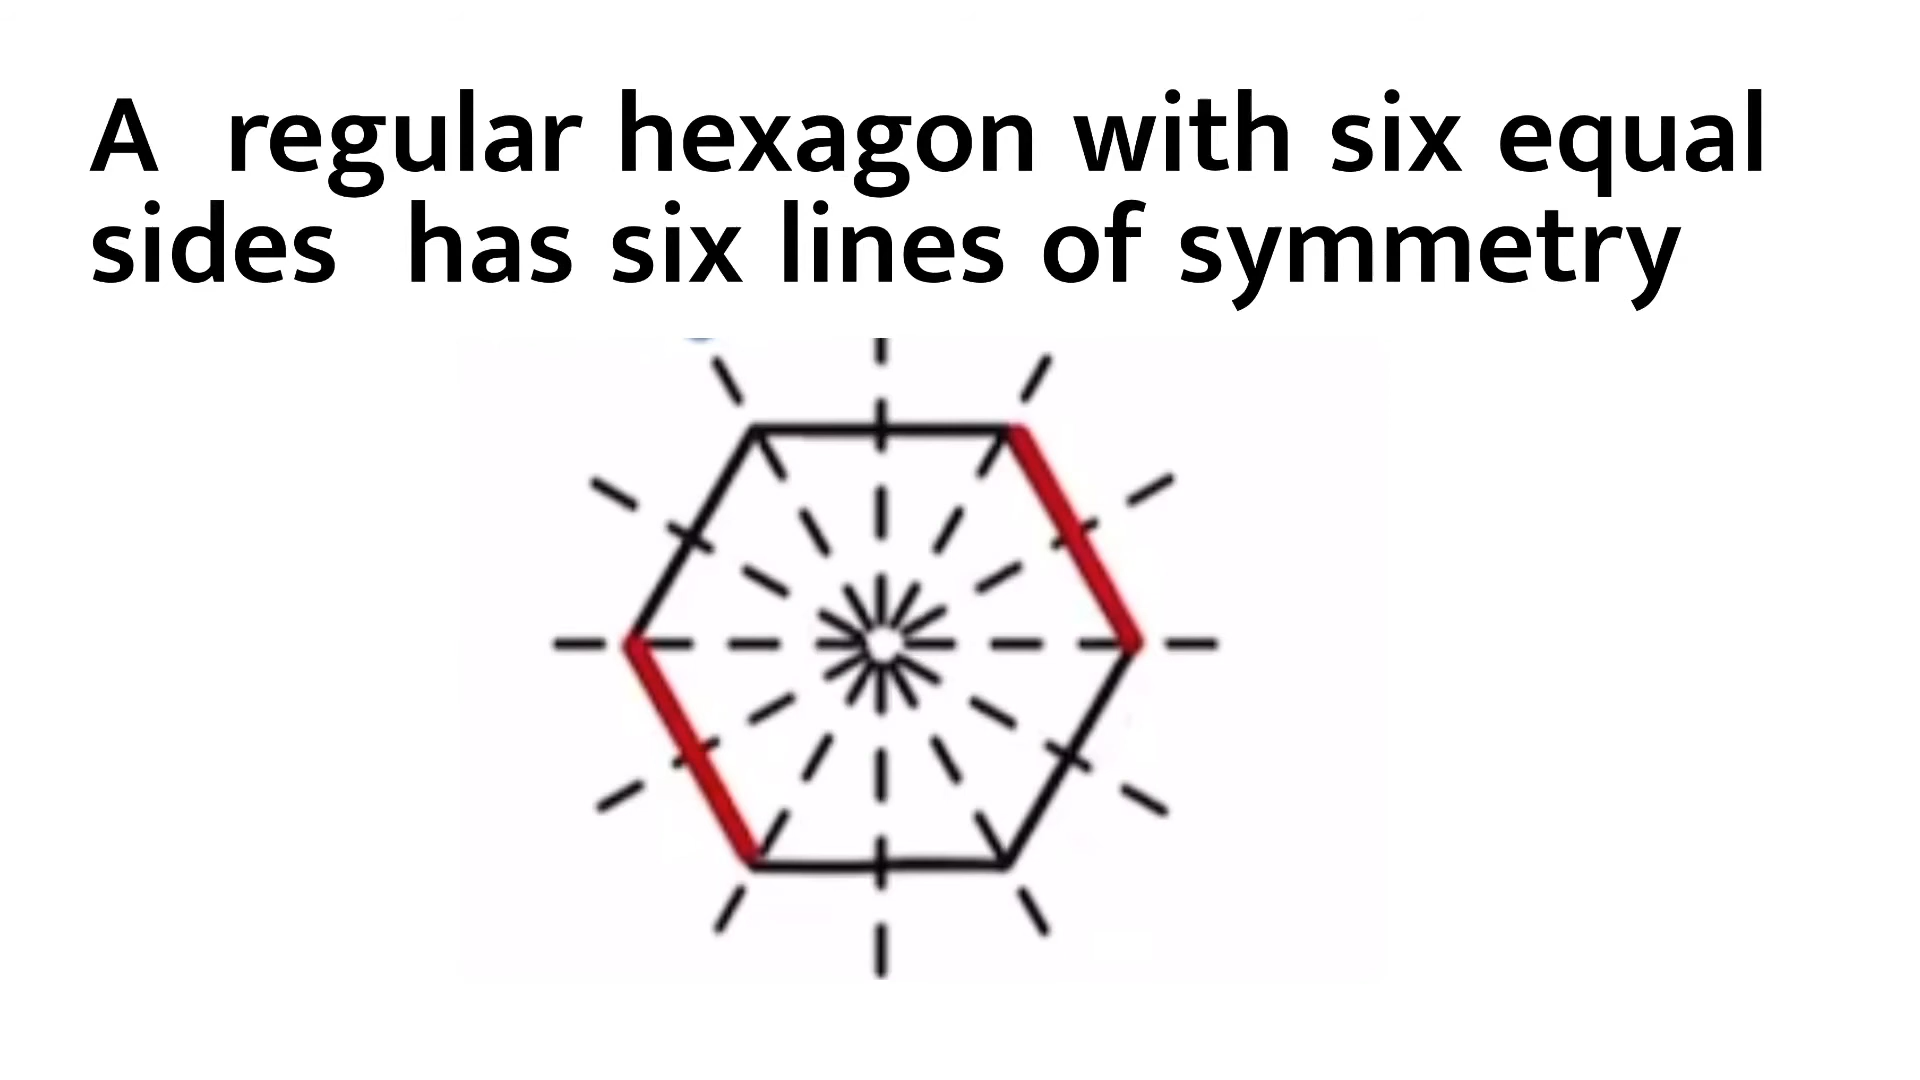 A regular hexagon with six equal
sides has six lines of symmetry